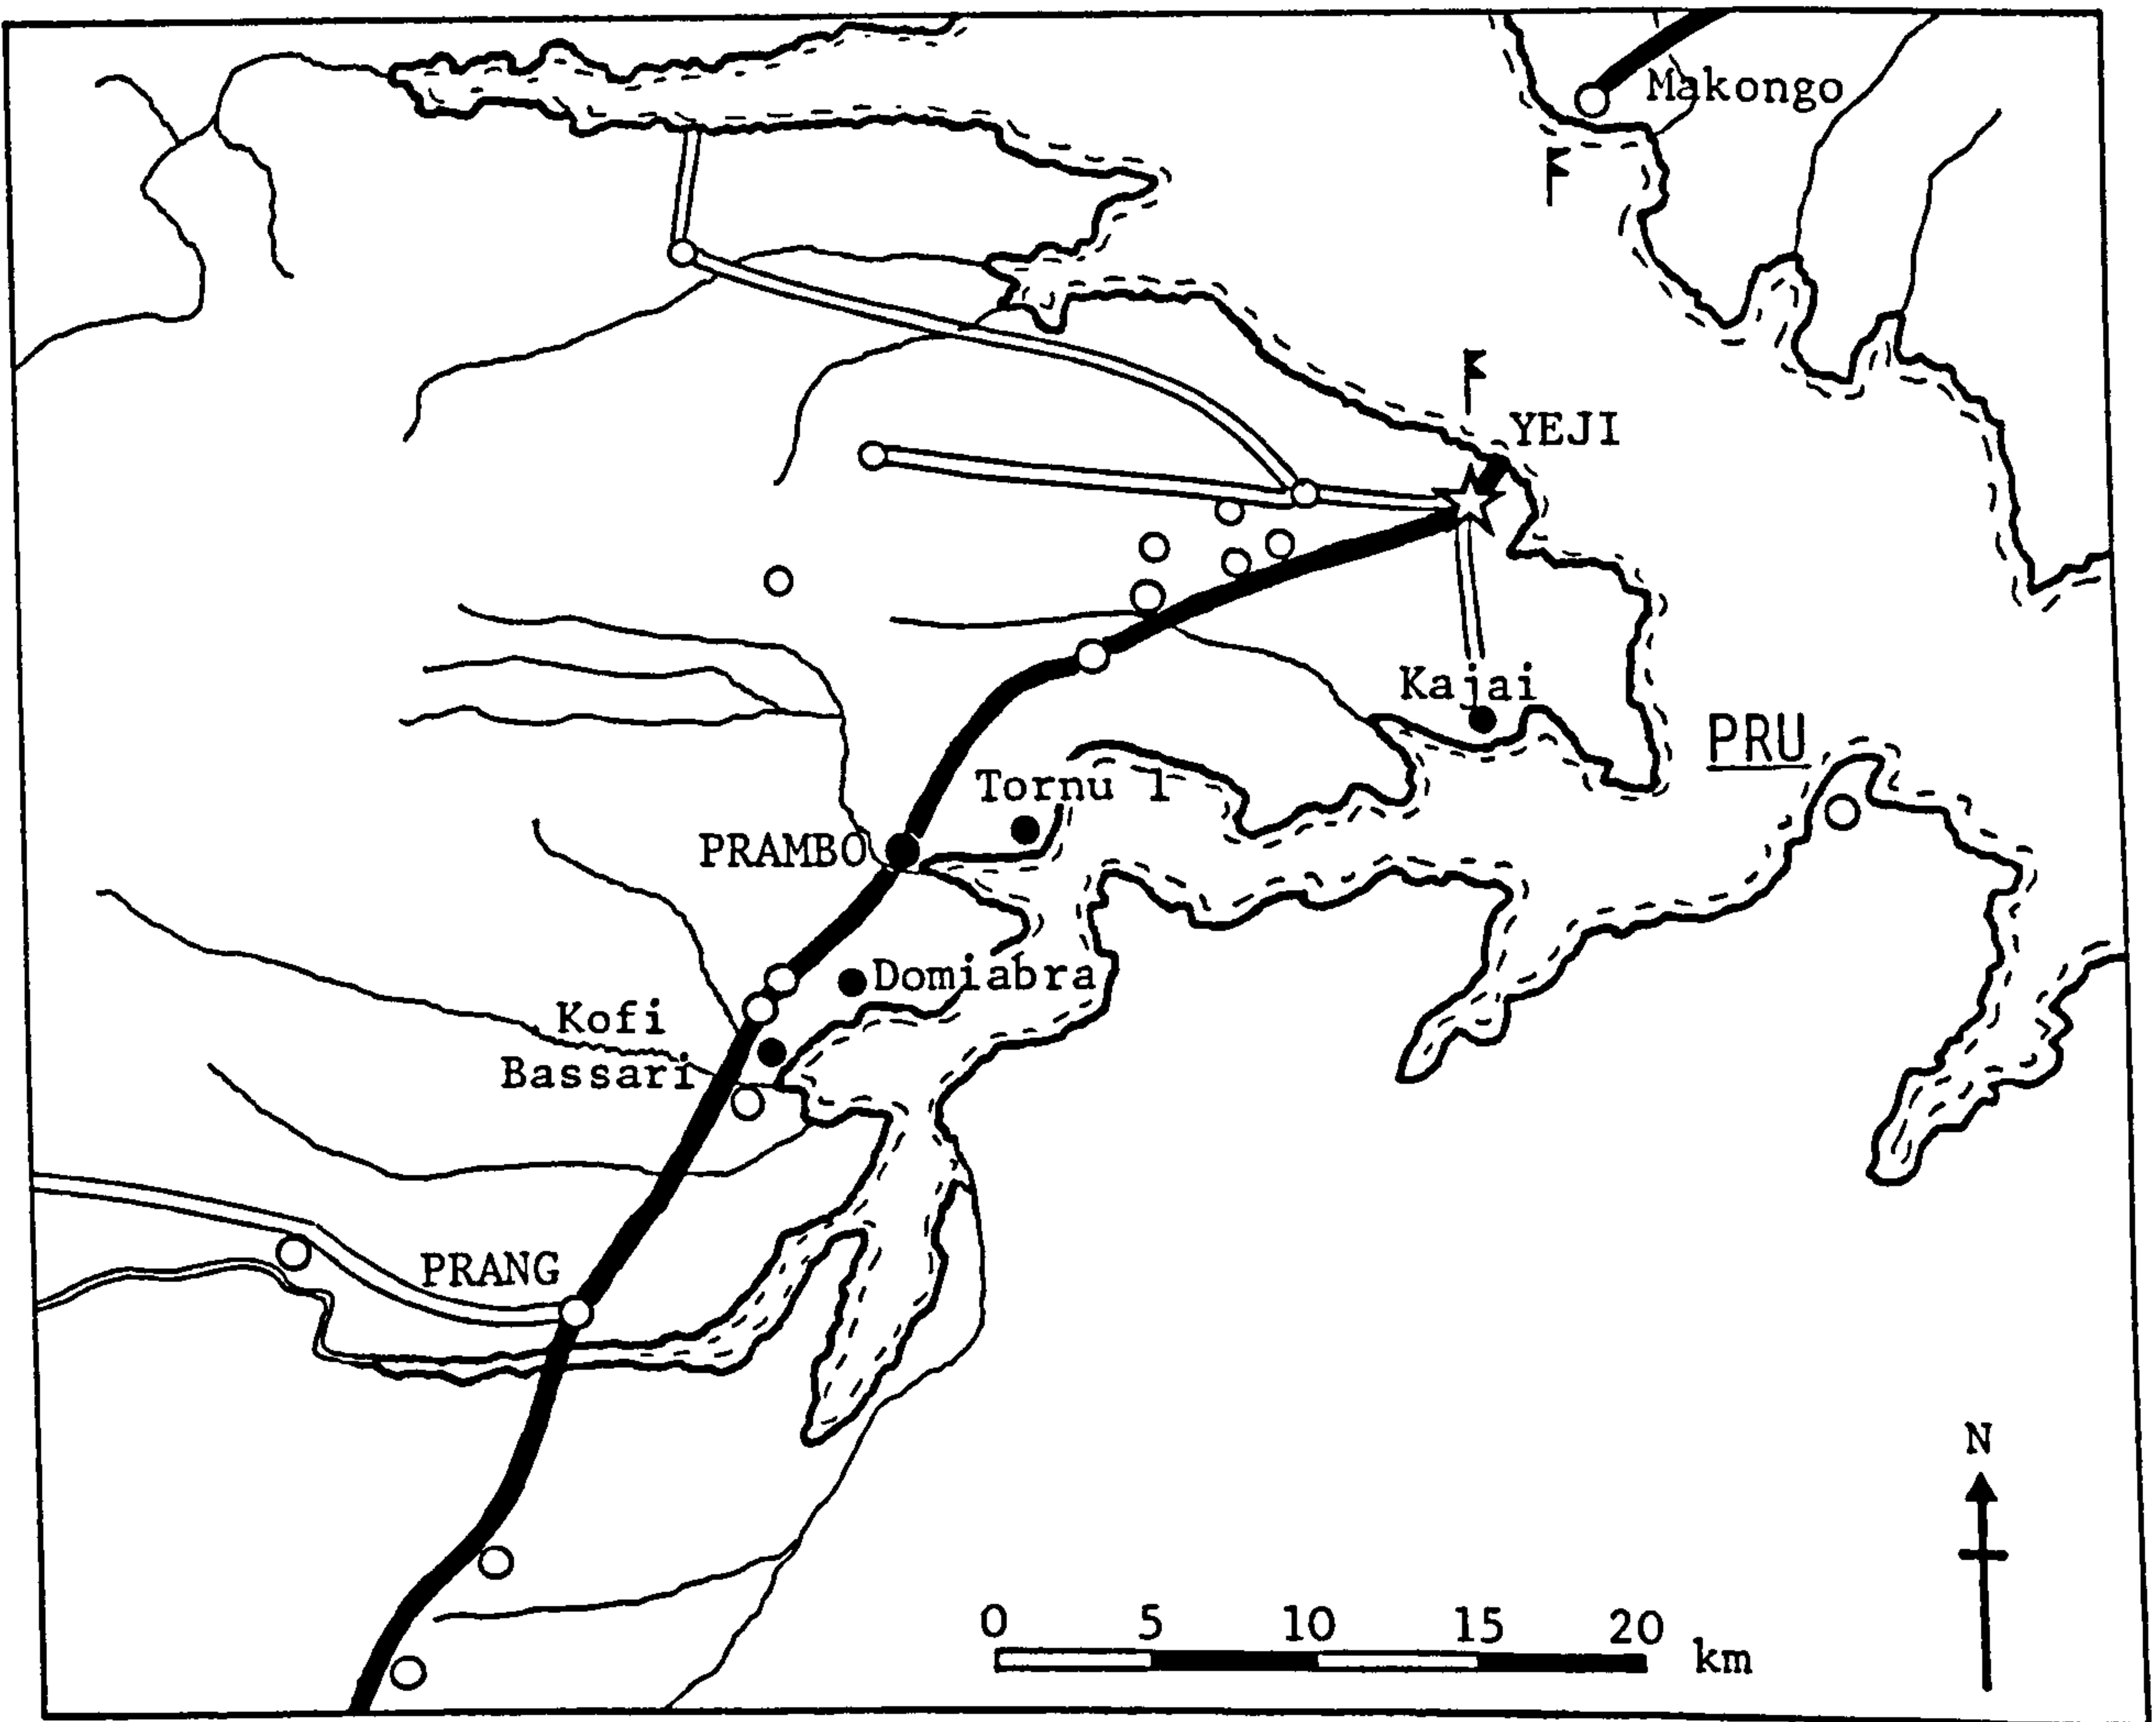 Makongo
YEJI
Kajai
PRU
Tornu 1
PRAMBO
Domiabra
Kofi
Bassari
PRANG
N
0 5 10 15 20
km